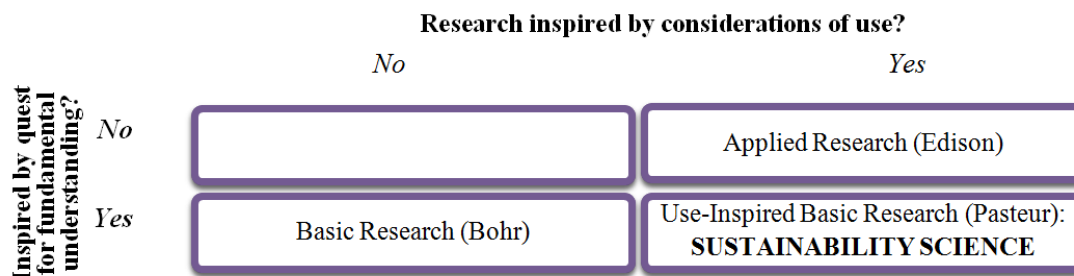 Research inspired by considerations of use?
No
Yes
Inspired by quest
for fundamental
understanding?
No
Applied Research (Edison)
Yes
Basic Research (Bohr)
Use-Inspired Basic Research (Pasteur):
SUSTAINABILITY SCIENCE